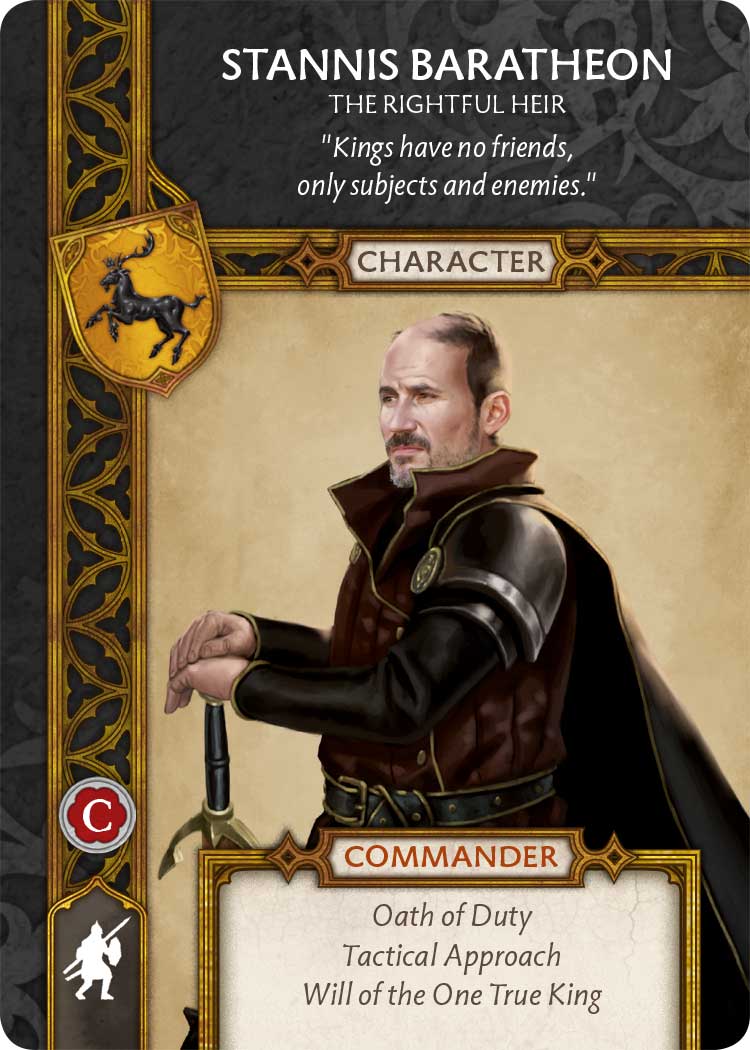 STANNIS BARATHEON
THE RIGHTFUL HEIR
"Kings have no friends,
only subjects and enemies."
CHARACTER
C
COMMANDER
Oath of Duty
Tactical Approach
Will of the One True King